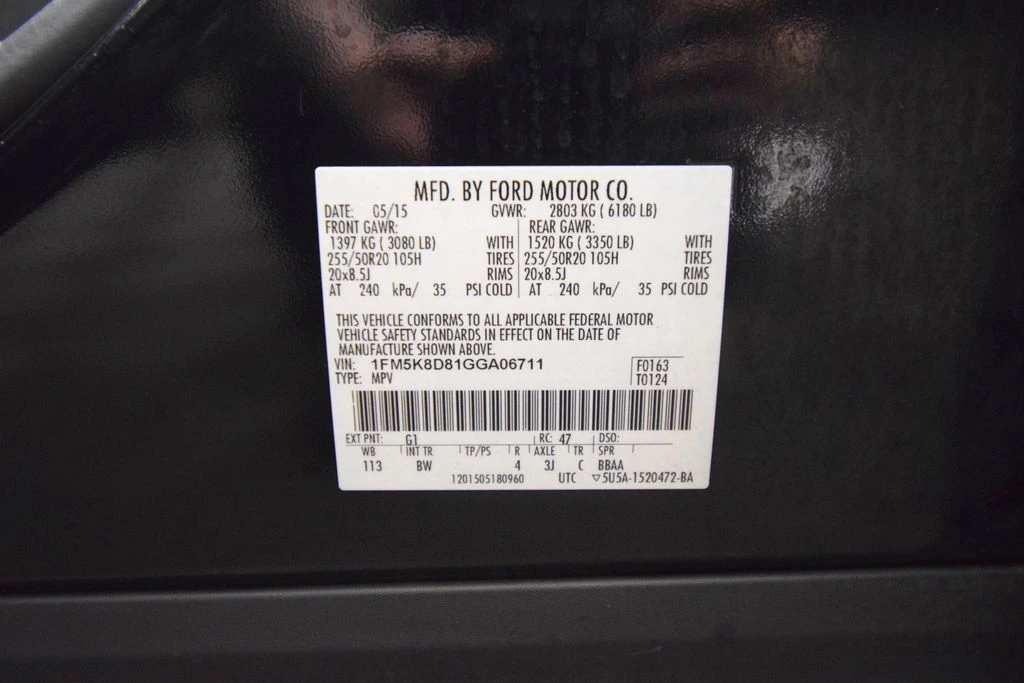 MFD. BY FORD MOTOR CO.
DATE: 05/15 GVWR: 2803 KG ( 6180 LB)
FRONT GAWR: REAR GAWR:
1397 KG ( 3080 LB) WITH 1520 KG ( 3350 LB) WITH
255/50R20 105H TIRES 255/50R20 105H TIRES
20x8.5J RIMS 20x8.5J RIMS
AT 240 kPa/ 35 PSI COLD AT 240 kPa/ 35 PSI COLD
THIS VEHICLE CONFORMS TO ALL APPLICABLE FEDERAL MOTOR
VEHICLE SAFETY STANDARDS IN EFFECT ON THE DATE OF
MANUFACTURE SHOWN ABOVE.
VIN: 1FM5K8D81GGA06711 F0163
TYPE: MPV T0124
EXT PNT: G1 RC: 47 DSO:
WB INT TR TP/PS R AXLE TR SPR
113 BW 4 3J C BBAA
1201505180960 UTC ▽5U5A-1520472-BA